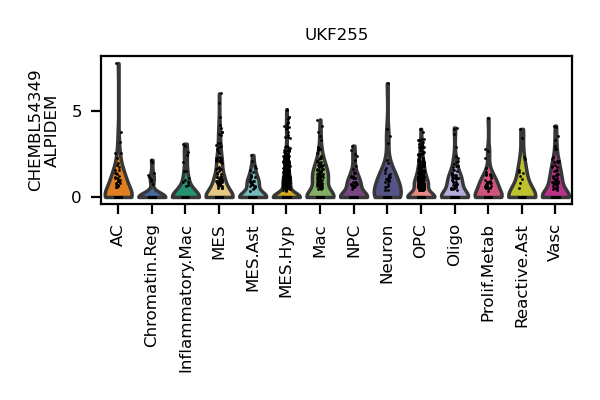 UKF255
CHEMBL54349
ALPIDEM
5
0
AC
Chromatin.Reg
Inflammatory.Mac
MES
MES.Ast
MES.Hyp
Mac
NPC
Neuron
OPC
Oligo
Prolif.Metab
Reactive.Ast
Vasc